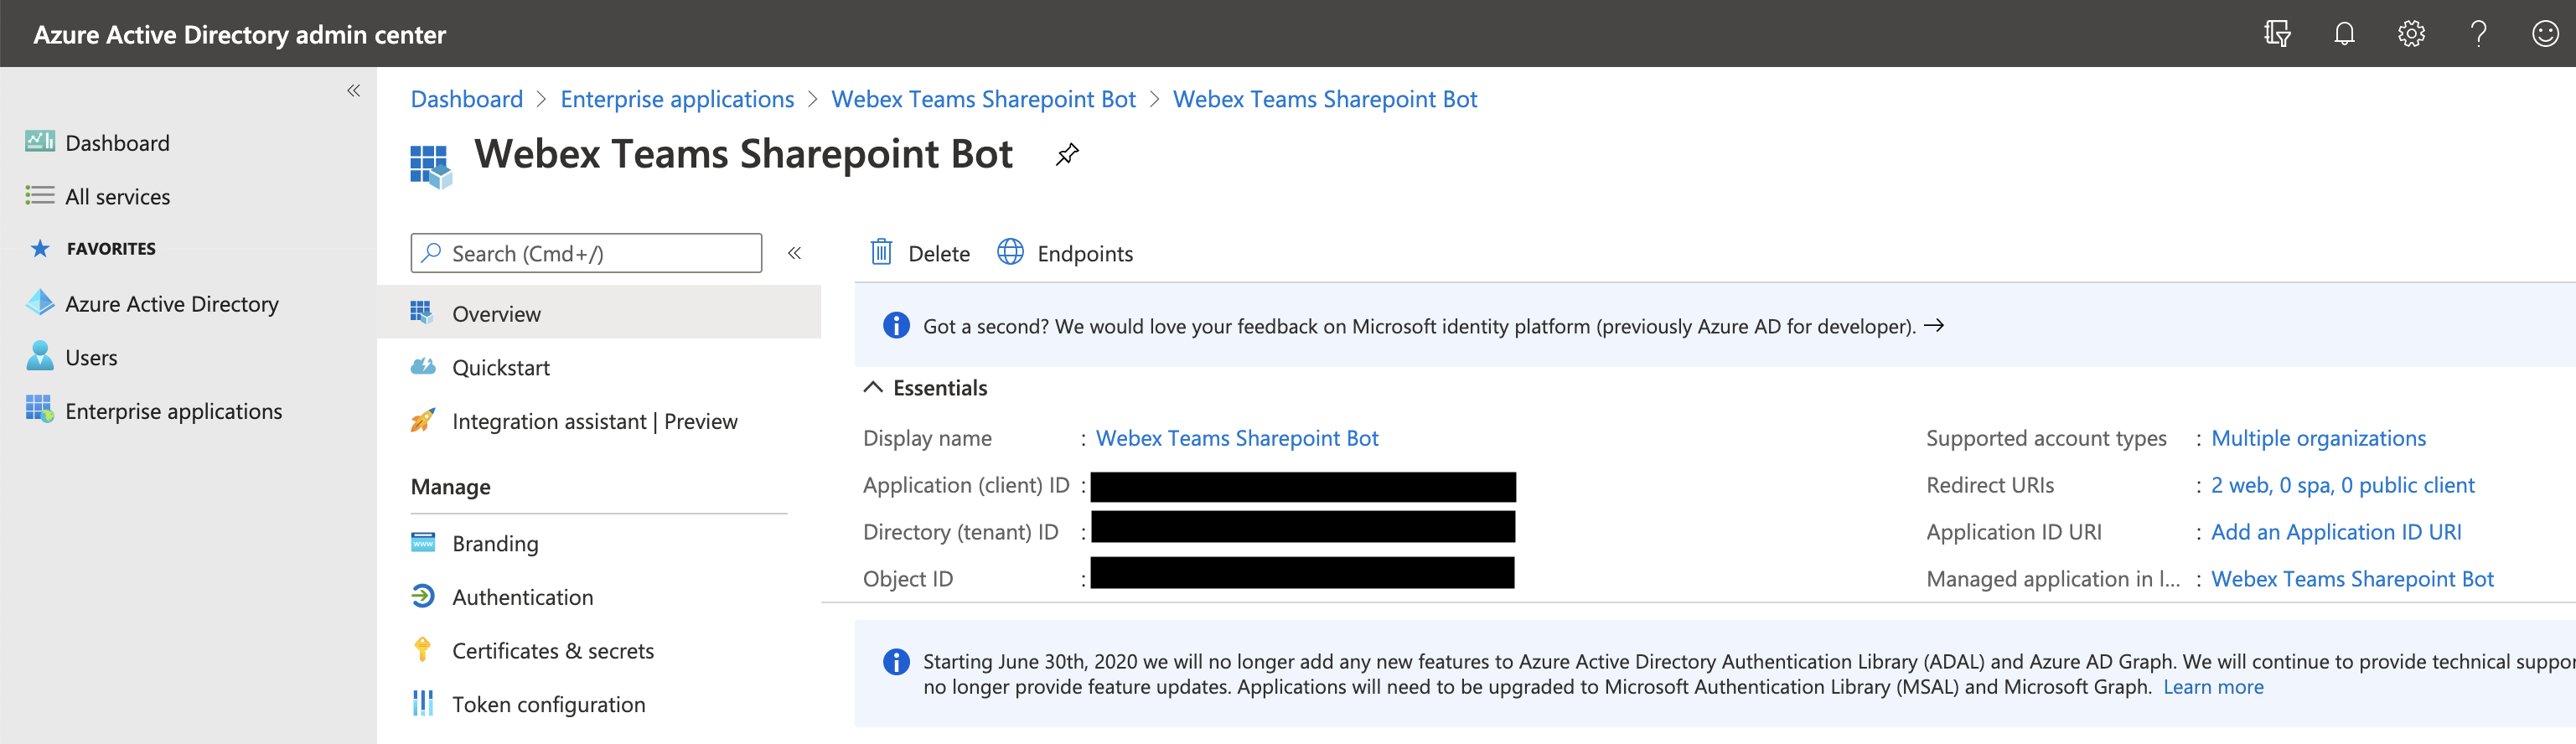 Azure Active Directory admin center
«
Dashboard
All services
FAVORITES
Azure Active Directory
Users
Enterprise applications
Dashboard > Enterprise applications > Webex Teams Sharepoint Bot > Webex Teams Sharepoint Bot
Webex Teams Sharepoint Bot
Search (Cmd+/)
«
Overview
Quickstart
Integration assistant | Preview
Manage
Branding
Authentication
Certificates & secrets
Token configuration
Delete Endpoints
Got a second? We would love your feedback on Microsoft identity platform (previously Azure AD for developer). →
Essentials
Display name : Webex Teams Sharepoint Bot
Application (client) ID :
Directory (tenant) ID :
Object ID :
Supported account types : Multiple organizations
Redirect URIs : 2 web, 0 spa, 0 public client
Application ID URI : Add an Application ID URI
Managed application in l... : Webex Teams Sharepoint Bot
Starting June 30th, 2020 we will no longer add any new features to Azure Active Directory Authentication Library (ADAL) and Azure AD Graph. We will continue to provide technical suppor
no longer provide feature updates. Applications will need to be upgraded to Microsoft Authentication Library (MSAL) and Microsoft Graph. Learn more